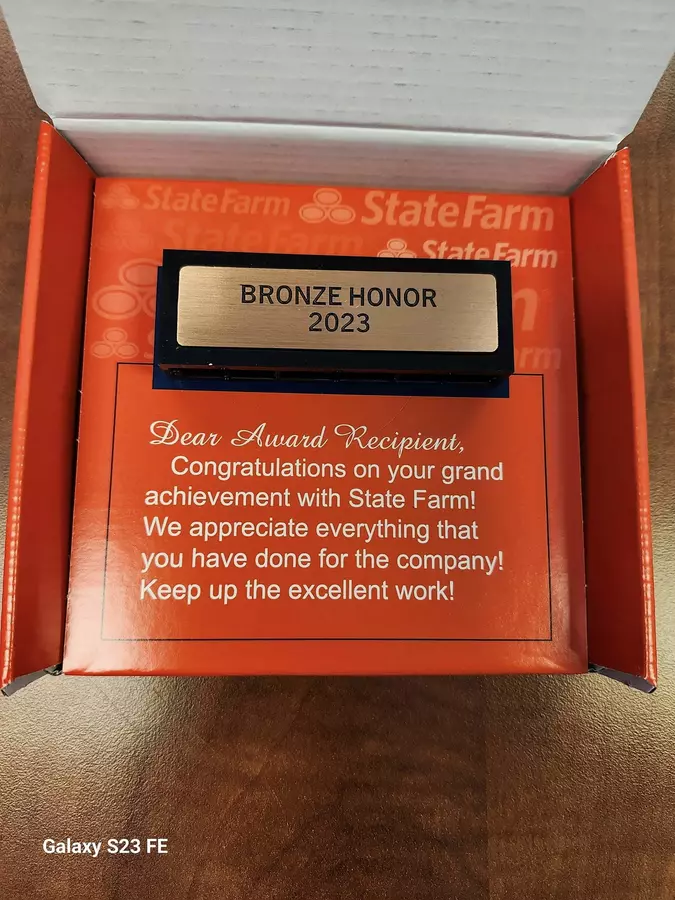 State Farm State Farm
State Farm
State Farm
BRONZE HONOR
2023
Dear Award Recipient,
Congratulations on your grand
achievement with State Farm!
We appreciate everything that
you have done for the company!
Keep up the excellent work!
Galaxy S23 FE